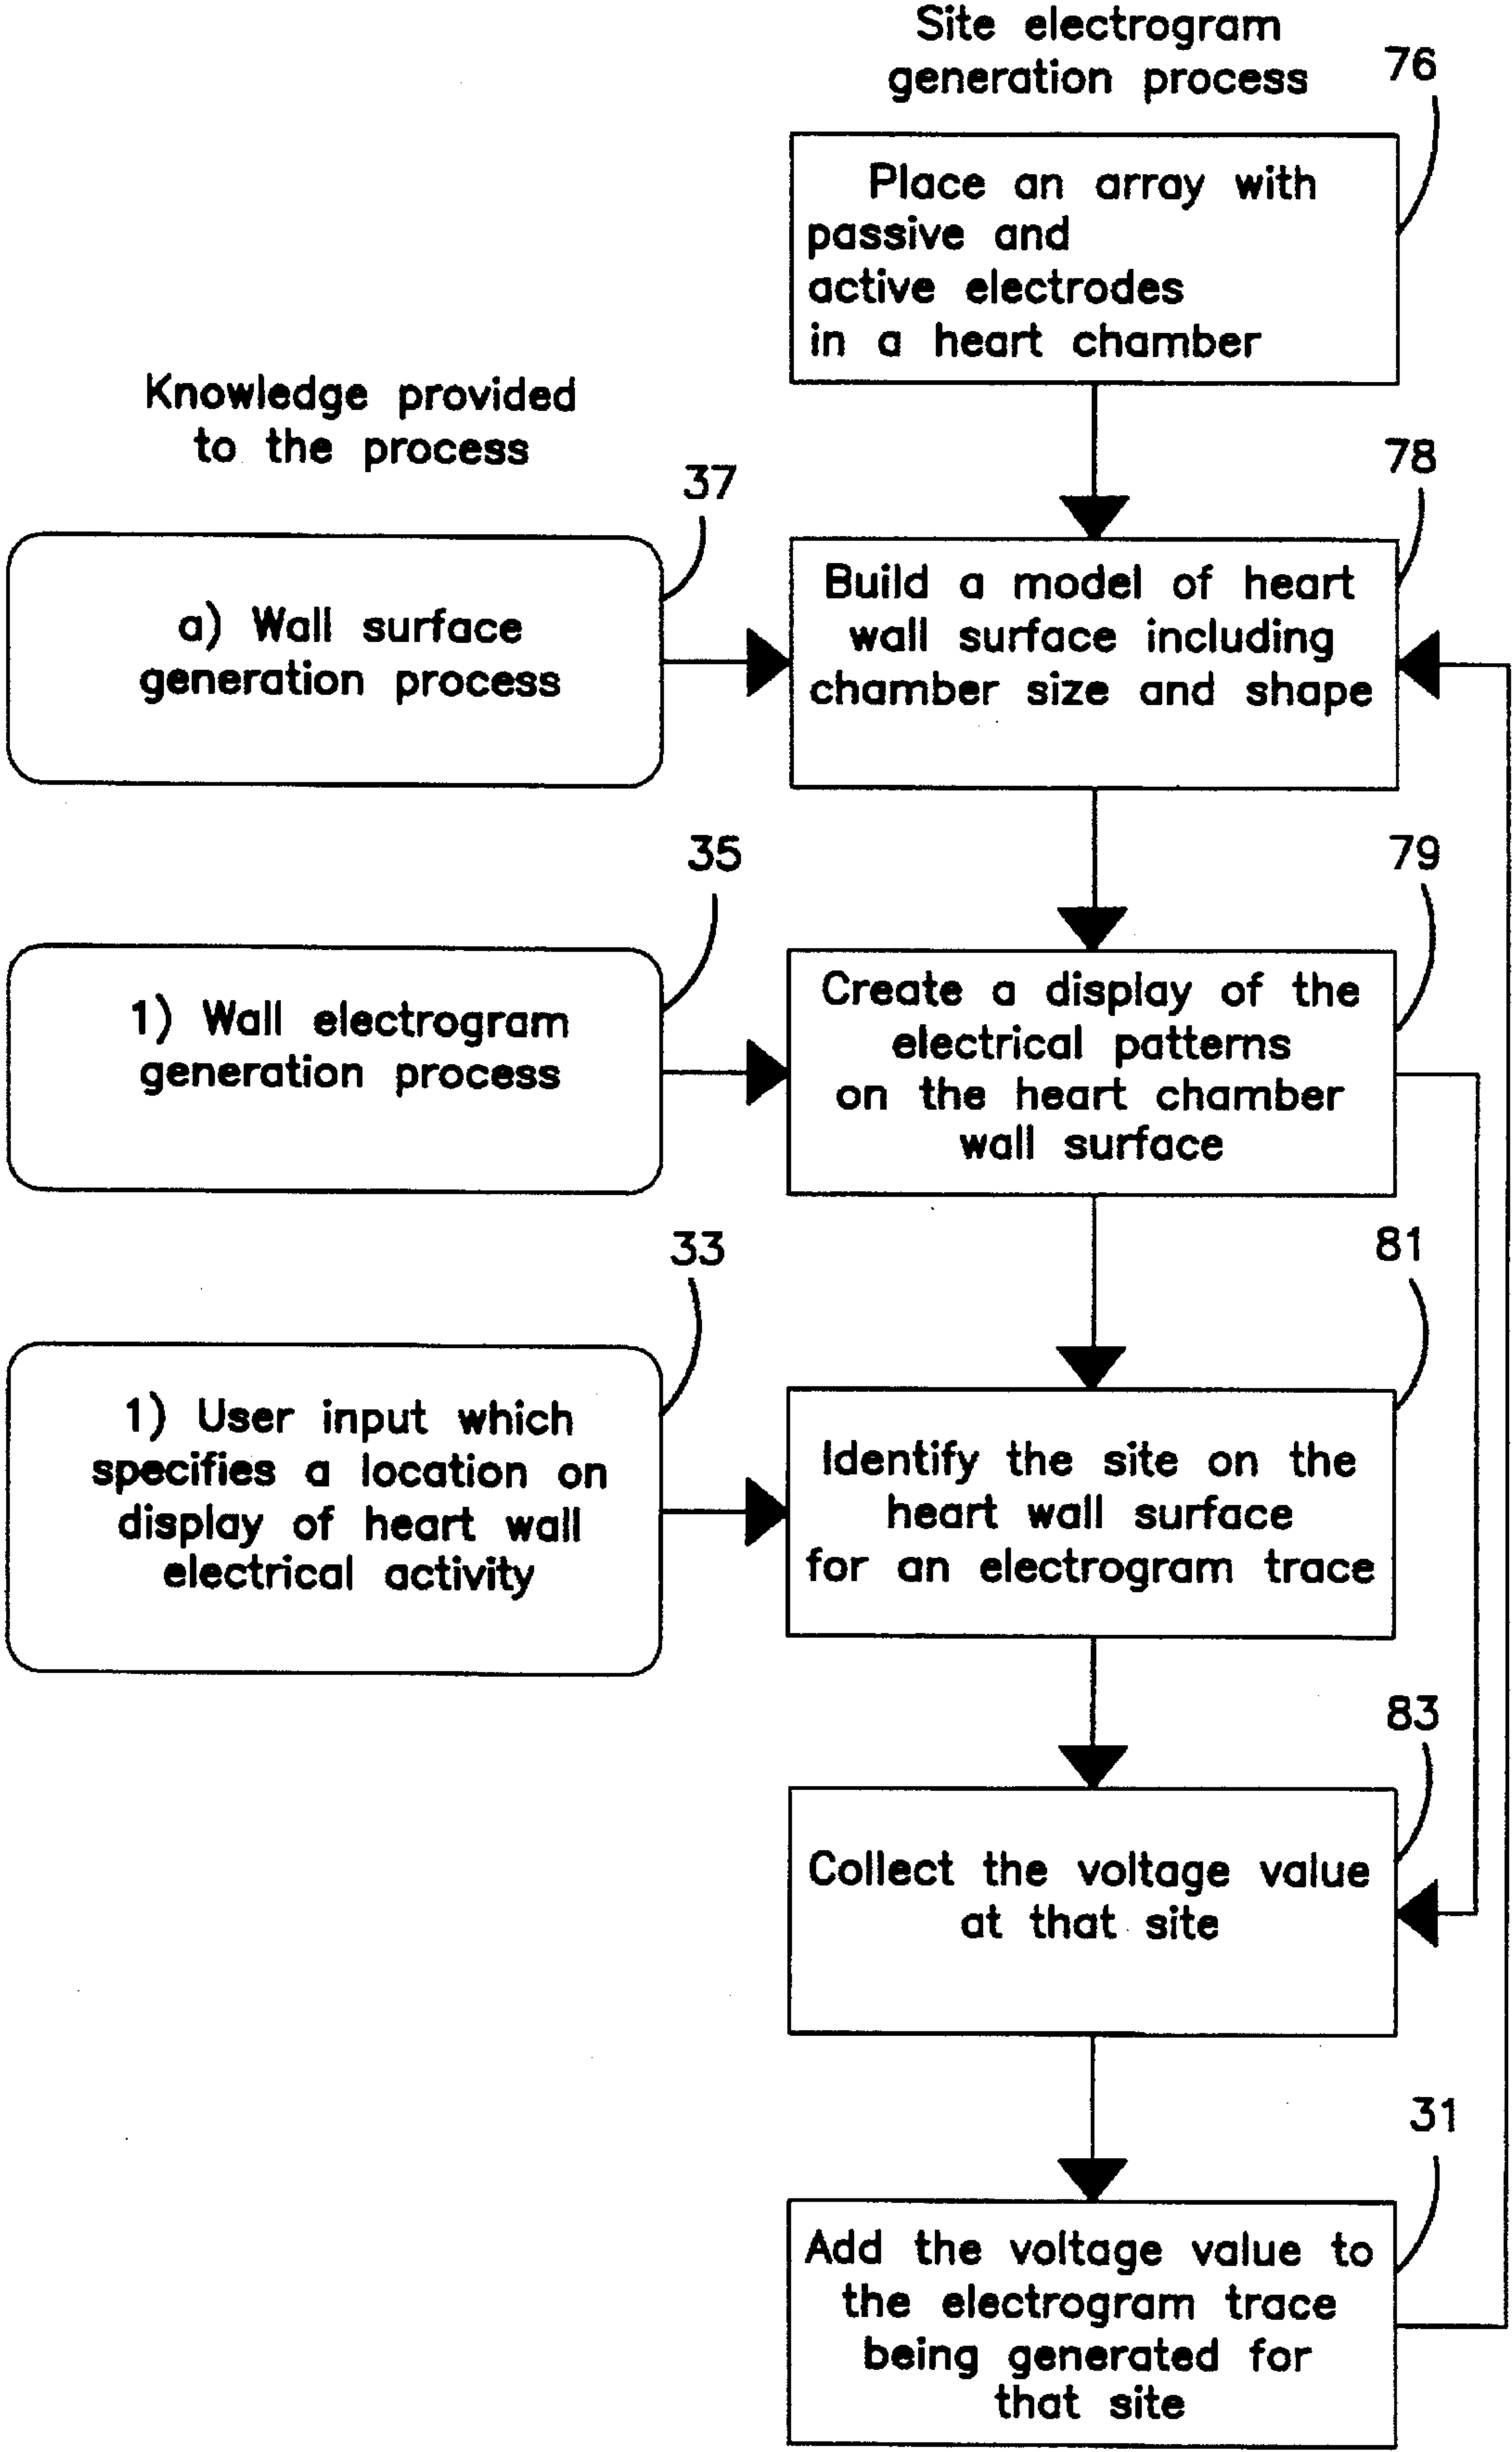 Site electrogram
generation process
76
Place an array with
passive and
active electrodes
in a heart chamber
Knowledge provided
to the process
37
a) Wall surface
generation process
78
Build a model of heart
wall surface including
chamber size and shape
35
1) Wall electrogram
generation process
79
Create a display of the
electrical patterns
on the heart chamber
wall surface
33
1) User input which
specifies a location on
display of heart wall
electrical activity
81
Identify the site on the
heart wall surface
for an electrogram trace
83
Collect the voltage value
at that site
31
Add the voltage value to
the electrogram trace
being generated for
that site